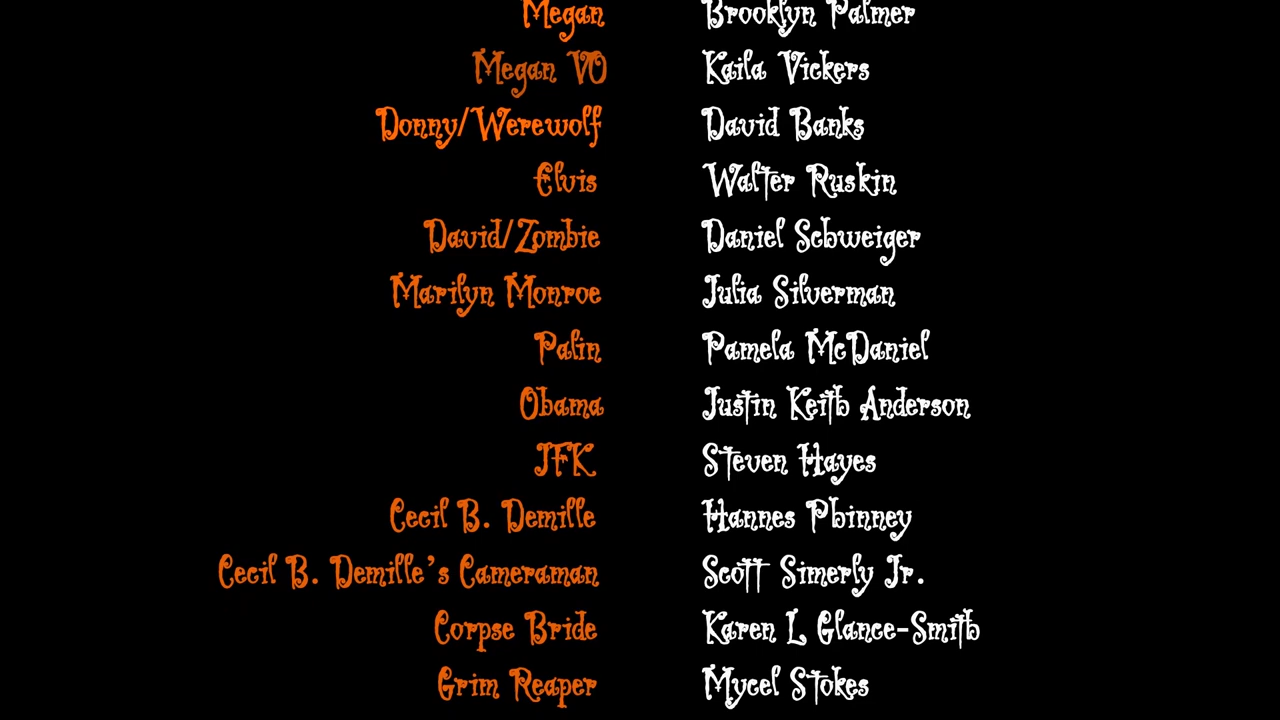 Megan Brooklyn Palmer
Megan VO Kaila Vickers
Donny/Werewolf David Banks
Elvis Walter Ruskin
David/Zombie Daniel Schweiger
Marilyn Monroe Julia Silverman
Palin Pamela McDaniel
Obama Justin Keith Anderson
JFK Steven Hayes
Cecil B. Demille Hannes Phinney
Cecil B. Demille's Cameraman Scott Simerly Jr.
Corpse Bride Karen L Glance-Smith
Grim Reaper Mycel Stokes